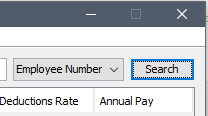 Employee Number Search
Deductions Rate Annual Pay